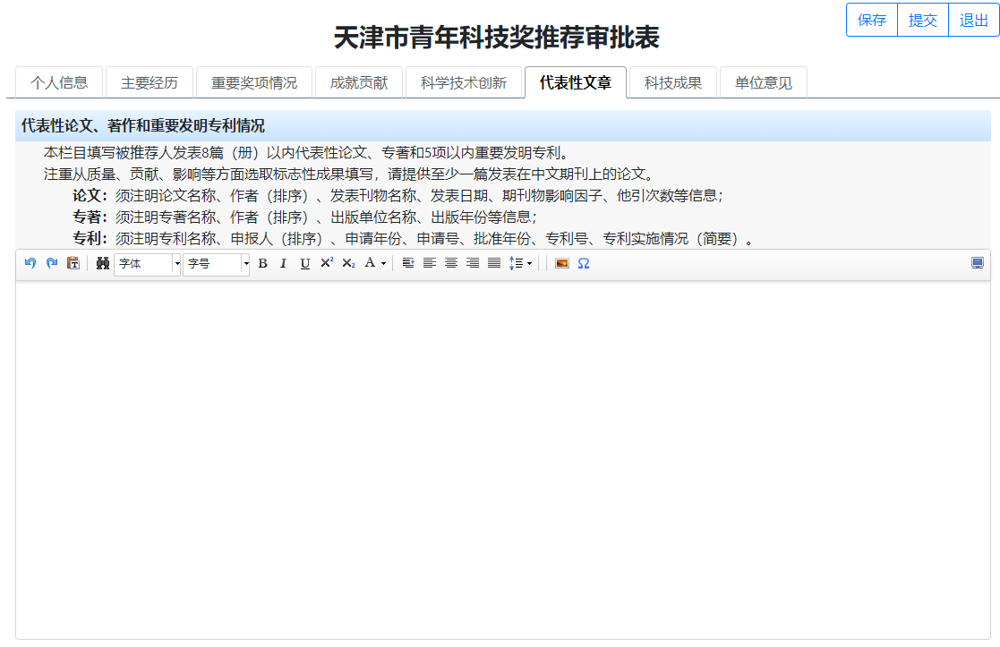 保存 提交 退出
天津市青年科技奖推荐审批表
个人信息 主要经历 重要奖项情况 成就贡献 科学技术创新 代表性文章 科技成果 单位意见
代表性论文、著作和重要发明专利情况
本栏目填写被推荐人发表8篇（册）以内代表性论文、专著和5项以内重要发明专利。
注重从质量、贡献、影响等方面选取标志性成果填写，请提供至少一篇发表在中文期刊上的论文。
论文：须注明论文名称、作者（排序）、发表刊物名称、发表日期、期刊物影响因子、他引次数等信息；
专著：须注明专著名称、作者（排序）、出版单位名称、出版年份等信息；
专利：须注明专利名称、申报人（排序）、申请年份、申请号、批准年份、专利号、专利实施情况（简要）。
字体 字号 B I U X² X₂ A Ω